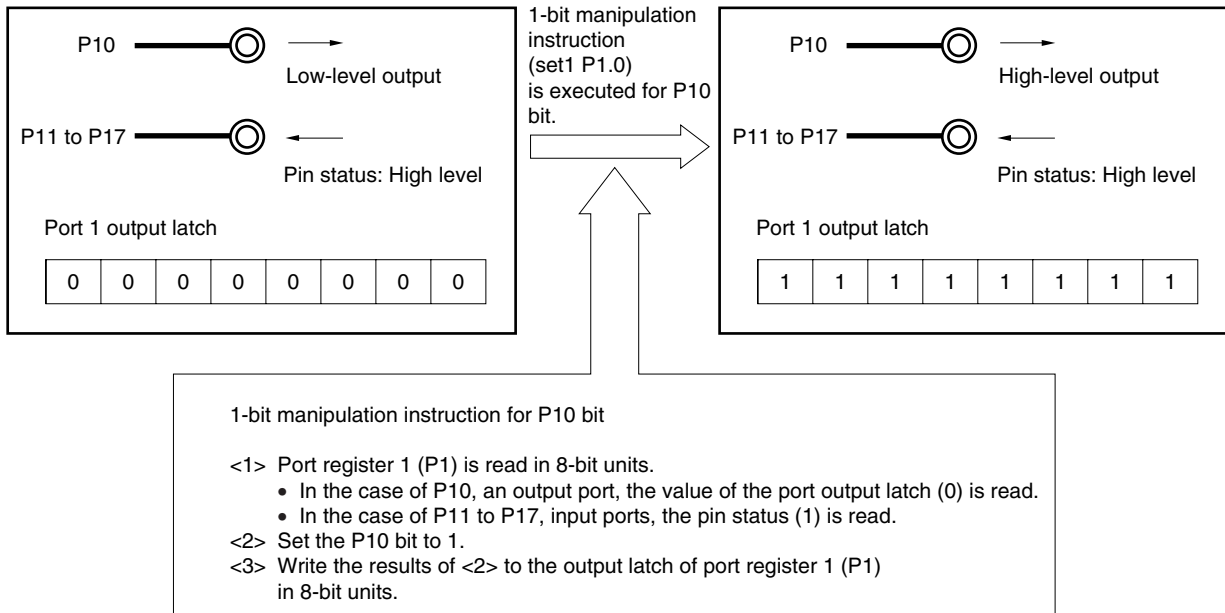 P10
Low-level output
P11 to P17
Pin status: High level
Port 1 output latch
0 0 0 0 0 0 0 0
1-bit manipulation
instruction
(set1 P1.0)
is executed for P10
bit.
P10
High-level output
P11 to P17
Pin status: High level
Port 1 output latch
1 1 1 1 1 1 1 1
1-bit manipulation instruction for P10 bit
<1> Port register 1 (P1) is read in 8-bit units.
• In the case of P10, an output port, the value of the port output latch (0) is read.
• In the case of P11 to P17, input ports, the pin status (1) is read.
<2> Set the P10 bit to 1.
<3> Write the results of <2> to the output latch of port register 1 (P1)
in 8-bit units.